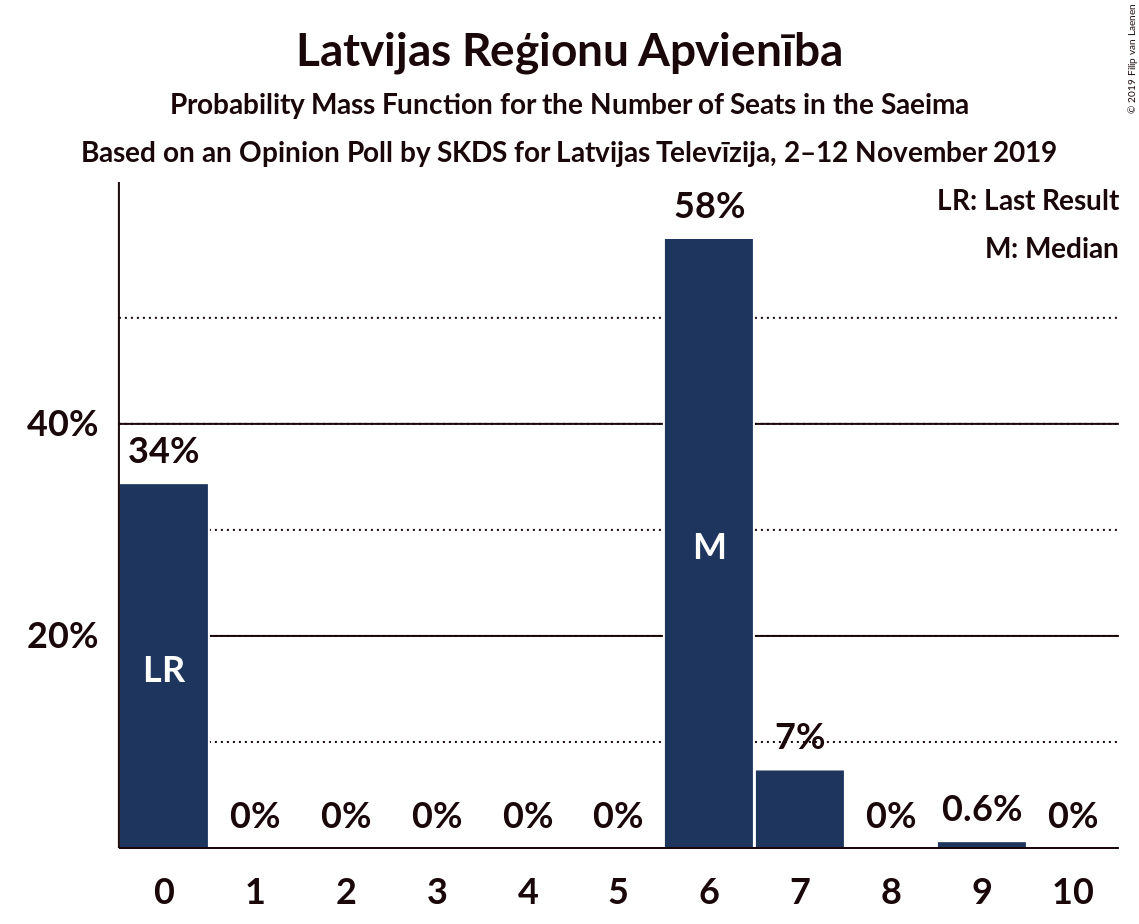 Latvijas Reģionu Apvienība
Probability Mass Function for the Number of Seats in the Saeima
Based on an Opinion Poll by SKDS for Latvijas Televīzija, 2–12 November 2019
© 2019 Filip van Laenen
LR: Last Result
M: Median
58%
40%
34%
M
20%
LR
7%
0% 0% 0% 0% 0% 0% 0.6% 0%
0 1 2 3 4 5 6 7 8 9 10